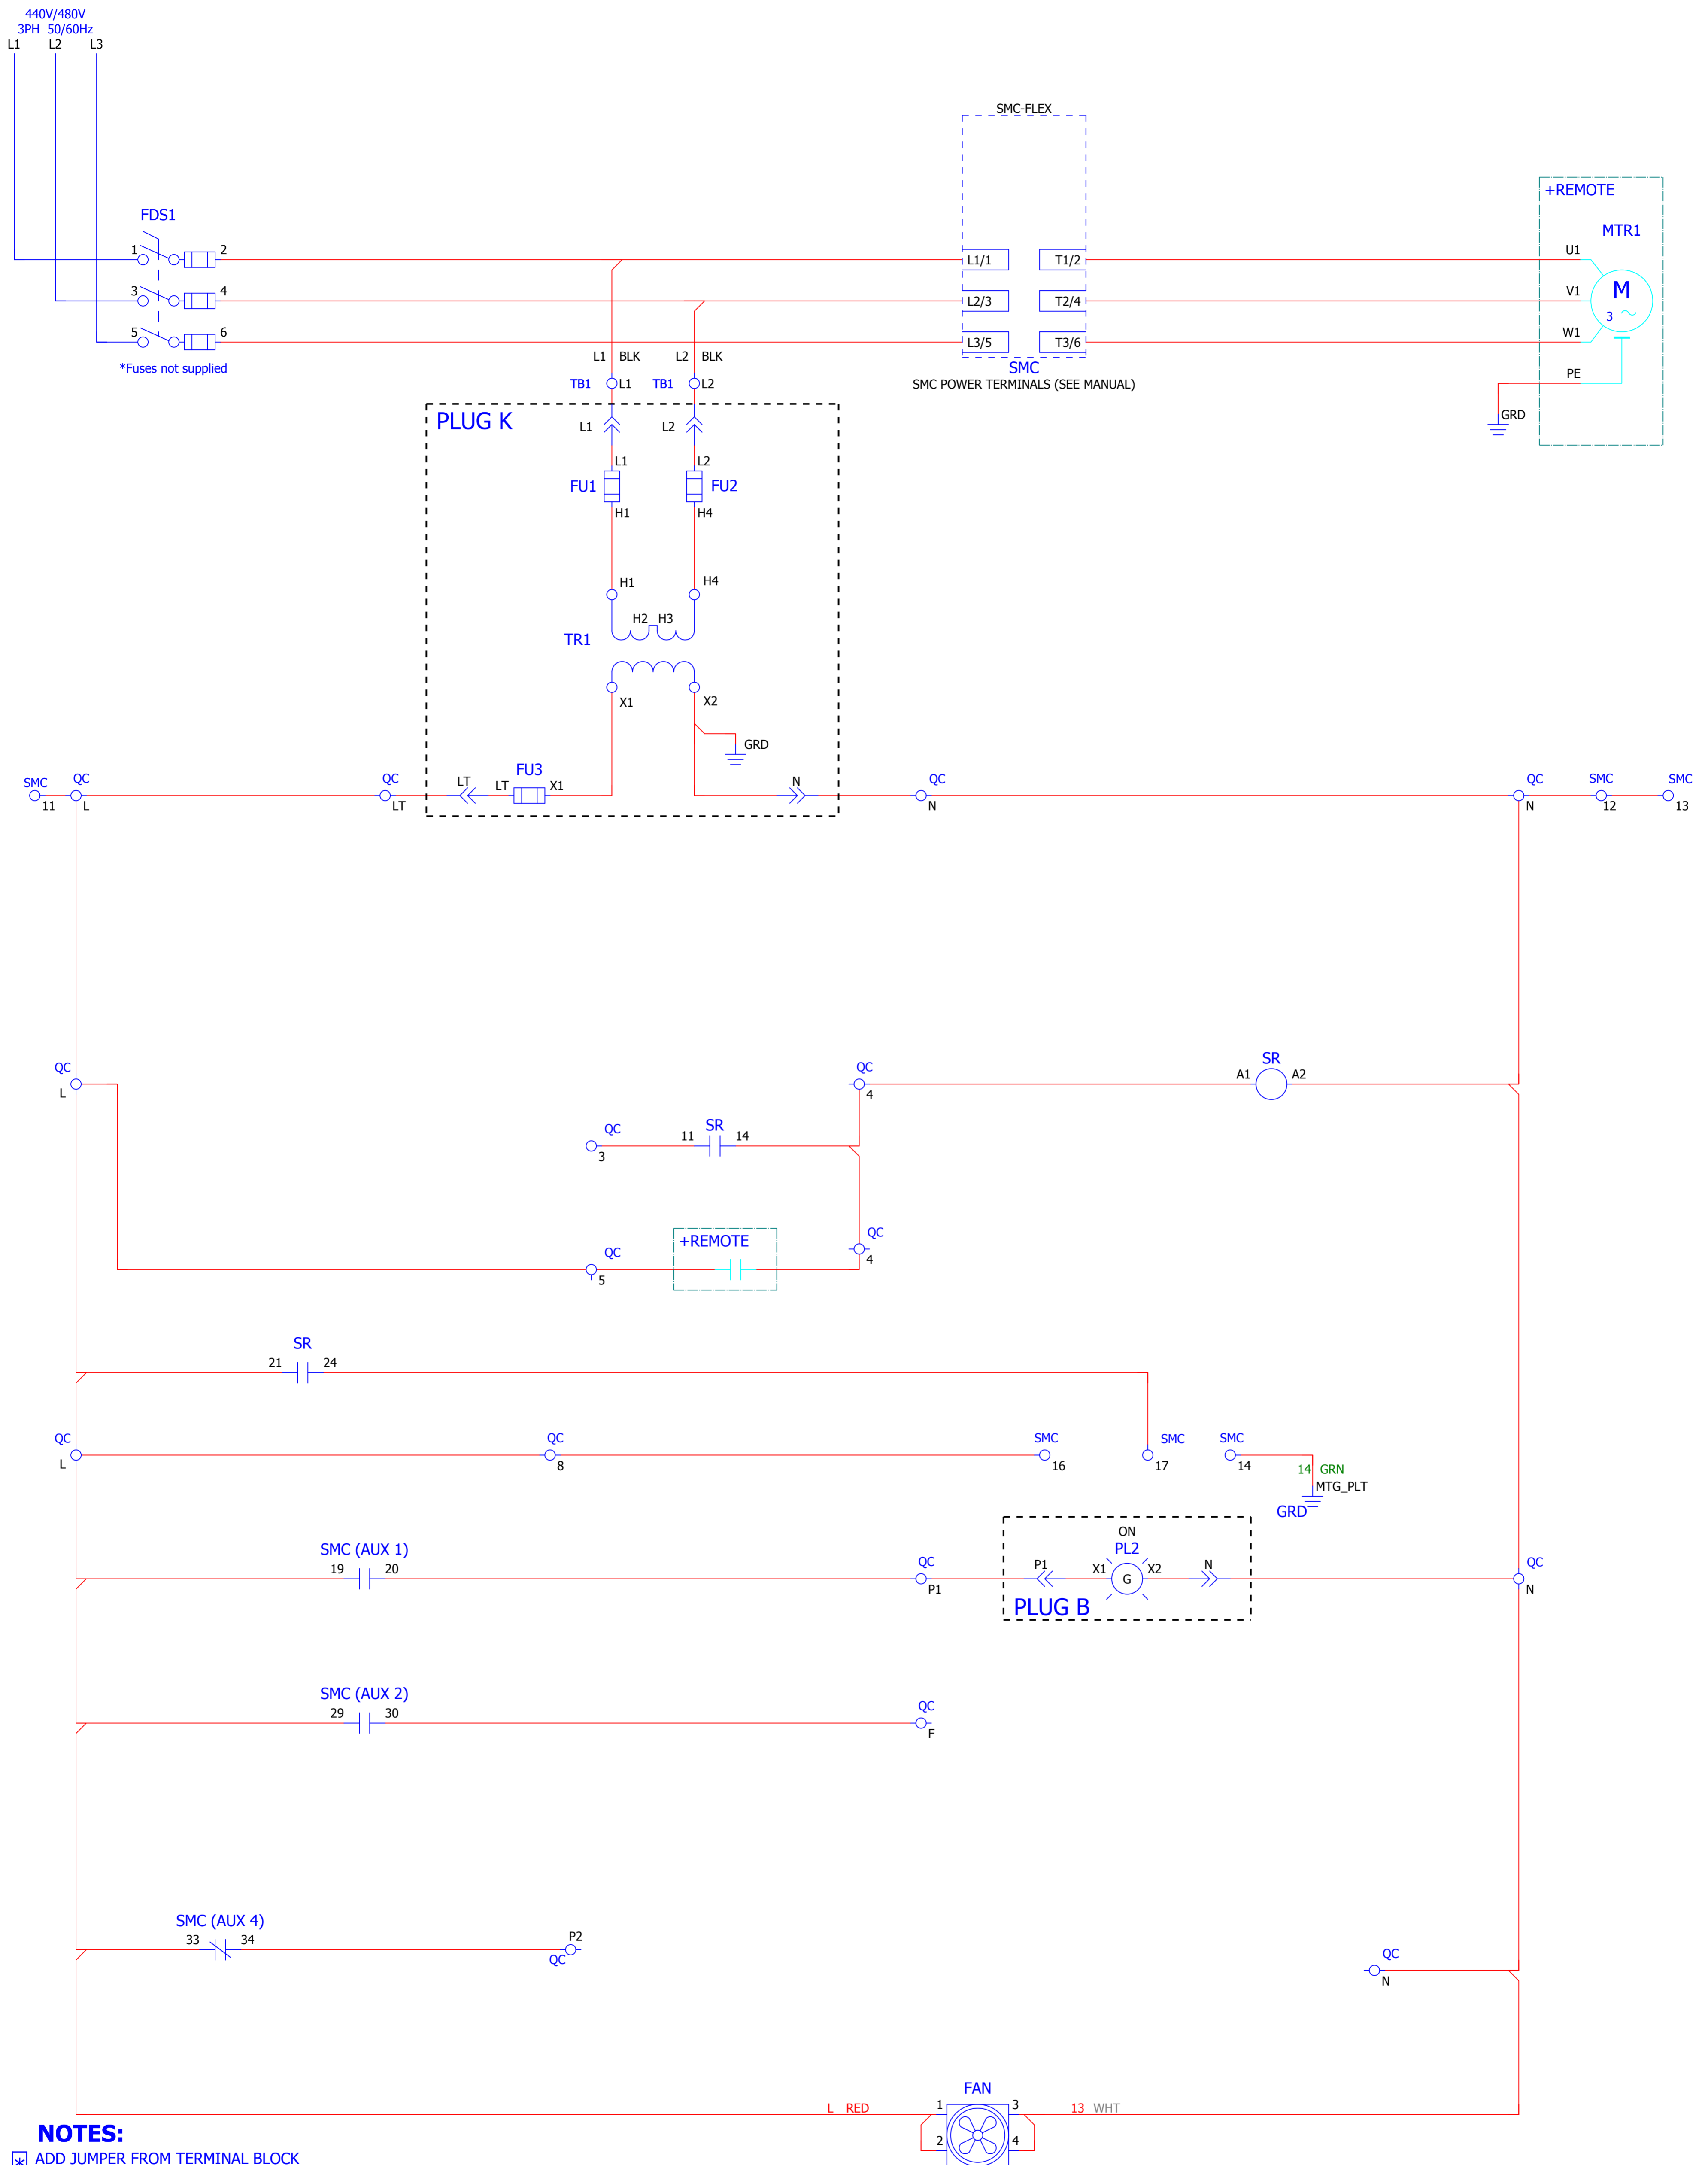 440V/480V
3PH 50/60Hz
L1 L2 L3
SMC-FLEX
+REMOTE
MTR1
FDS1
1 2
3 4
5 6
*Fuses not supplied
L1/1 T1/2
L2/3 T2/4
L3/5 T3/6
SMC
SMC POWER TERMINALS (SEE MANUAL)
U1
V1
W1
PE
M
3
GRD
L1 BLK L2 BLK
TB1 L1 TB1 L2
PLUG K
L1 L2
L1 L2
FU1 FU2
H1 H4
H1 H4
H2 H3
TR1
X1 X2
GRD
SMC QC QC LT LT FU3 X1 N QC QC SMC SMC
11 L LT N N 12 13
QC QC SR
L 4 A1 A2
QC SR
3 11 14
QC +REMOTE QC
5 4
SR
21 24
QC QC SMC SMC SMC
L 8 16 17 14
14 GRN
MTG_PLT
GRD
SMC (AUX 1)
19 20
QC
P1
ON
PL2
P1 X1 G X2 N
PLUG B
QC
N
SMC (AUX 2)
29 30
QC
F
SMC (AUX 4)
33 34
P2
QC
QC
N
FAN
L RED 1 3 13 WHT
2 4
NOTES:
* ADD JUMPER FROM TERMINAL BLOCK